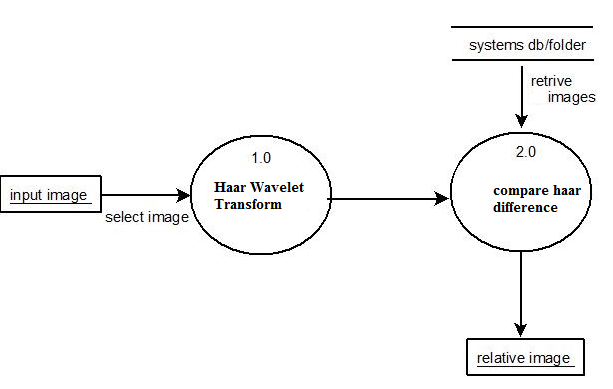 systems db/folder
retrive
images
1.0
2.0
Haar Wavelet
Transform
compare haar
difference
input image
select image
relative image